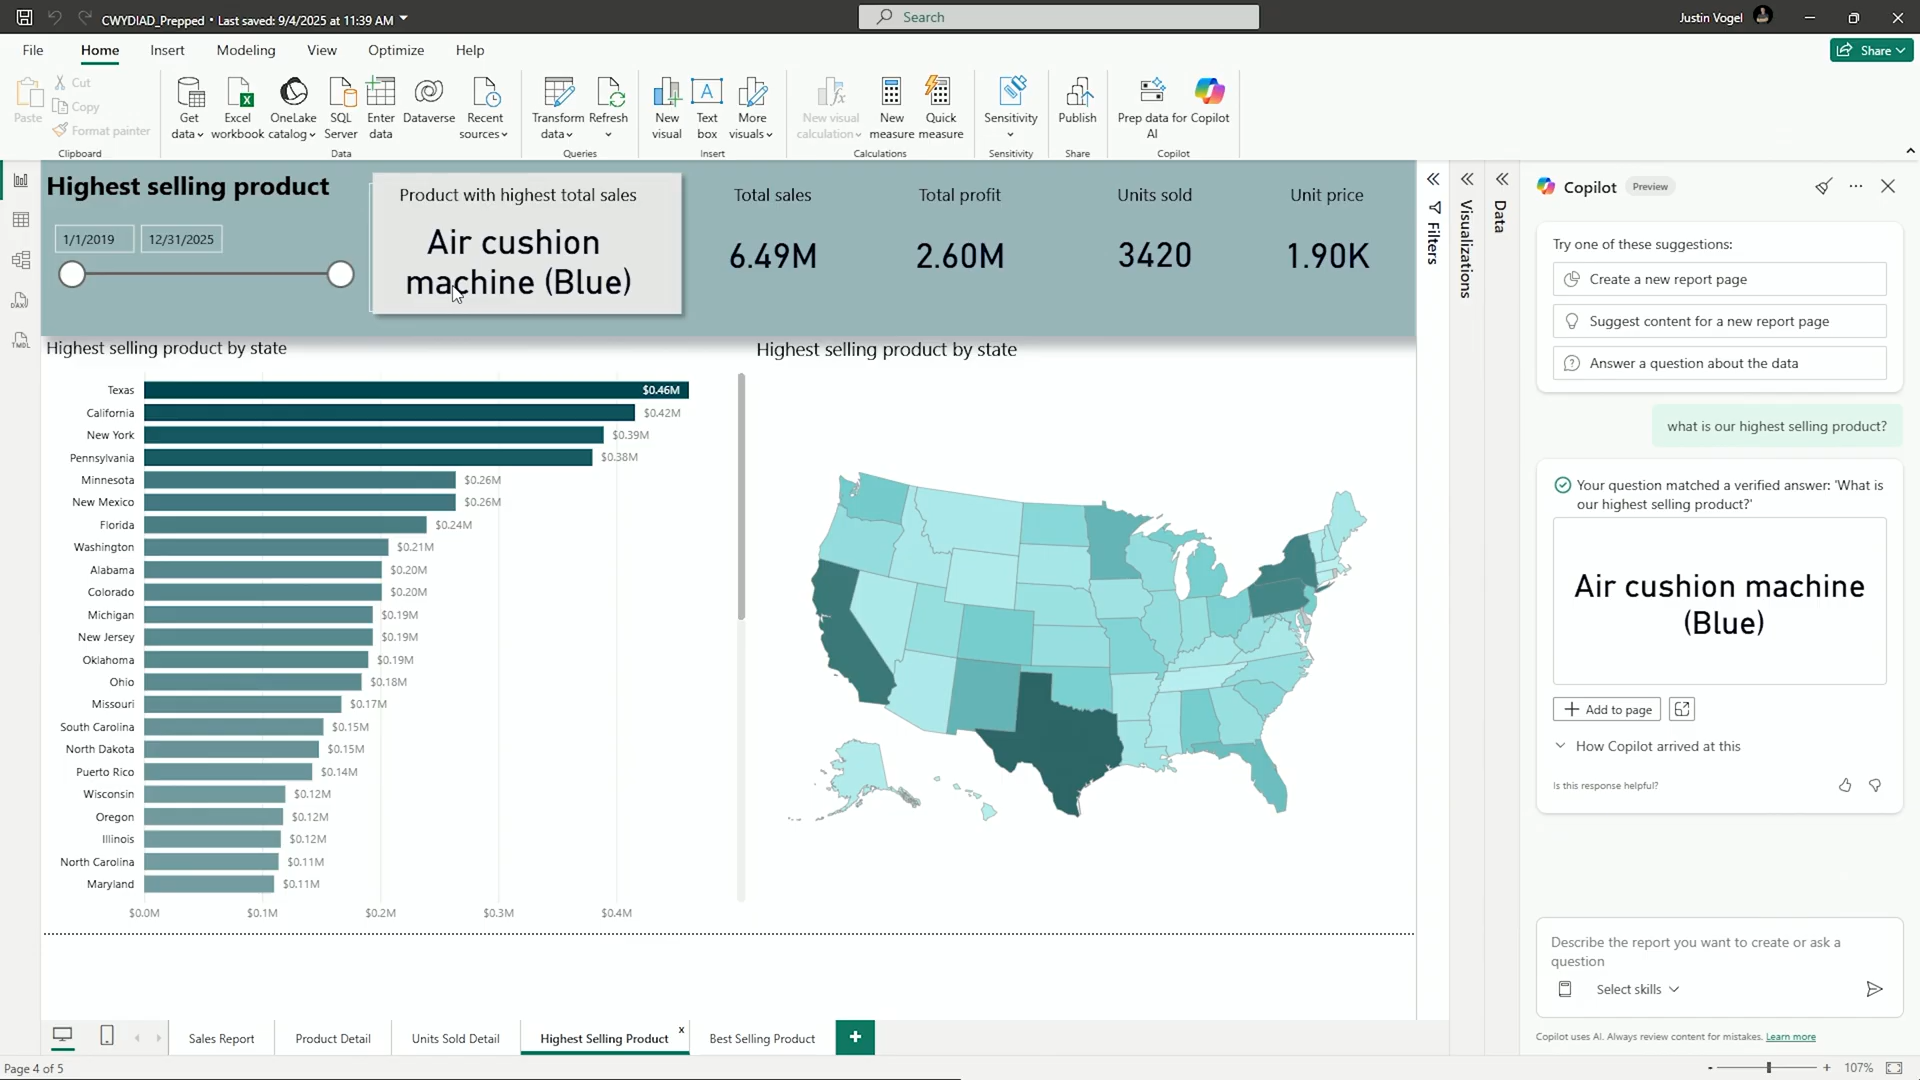 CWYDIAD_Prepped • Last saved: 9/4/2025 at 11:39 AM
Search
Justin Vogel
File Home Insert Modeling View Optimize Help
Share
Paste
Cut
Copy
Format painter
Clipboard
Get data
Excel workbook
OneLake catalog
SQL Server
Enter data
Dataverse
Recent sources
Data
Transform data
Refresh
Queries
New visual
Text box
More visuals
Insert
New visual calculation
New measure
Quick measure
Calculations
Sensitivity
Sensitivity
Publish
Share
Prep data for AI
Copilot
Copilot
DAX
TMDL
Highest selling product
1/1/2019 12/31/2025
Product with highest total sales
Air cushion
machine (Blue)
Total sales
6.49M
Total profit
2.60M
Units sold
3420
Unit price
1.90K
Highest selling product by state
Texas $0.46M
California $0.42M
New York $0.39M
Pennsylvania $0.38M
Minnesota $0.26M
New Mexico $0.26M
Florida $0.24M
Washington $0.21M
Alabama $0.20M
Colorado $0.20M
Michigan $0.19M
New Jersey $0.19M
Oklahoma $0.19M
Ohio $0.18M
Missouri $0.17M
South Carolina $0.15M
North Dakota $0.15M
Puerto Rico $0.14M
Wisconsin $0.12M
Oregon $0.12M
Illinois $0.12M
North Carolina $0.11M
Maryland $0.11M
$0.0M $0.1M $0.2M $0.3M $0.4M
Highest selling product by state
Filters
Visualizations
Data
Copilot Preview
Try one of these suggestions:
Create a new report page
Suggest content for a new report page
Answer a question about the data
what is our highest selling product?
Your question matched a verified answer: 'What is
our highest selling product?'
Air cushion machine
(Blue)
Add to page
How Copilot arrived at this
Is this response helpful?
Describe the report you want to create or ask a
question
Select skills
Copilot uses AI. Always review content for mistakes. Learn more
Sales Report Product Detail Units Sold Detail Highest Selling Product x Best Selling Product +
Page 4 of 5
- + 107%